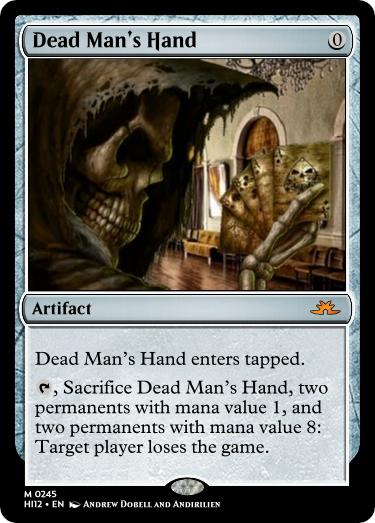 Dead Man's Hand 0
Artifact
Dead Man's Hand enters tapped.
, Sacrifice Dead Man's Hand, two
permanents with mana value 1, and
two permanents with mana value 8:
Target player loses the game.
M 0245
HI12 • EN Andrew Dobell and Andirilien